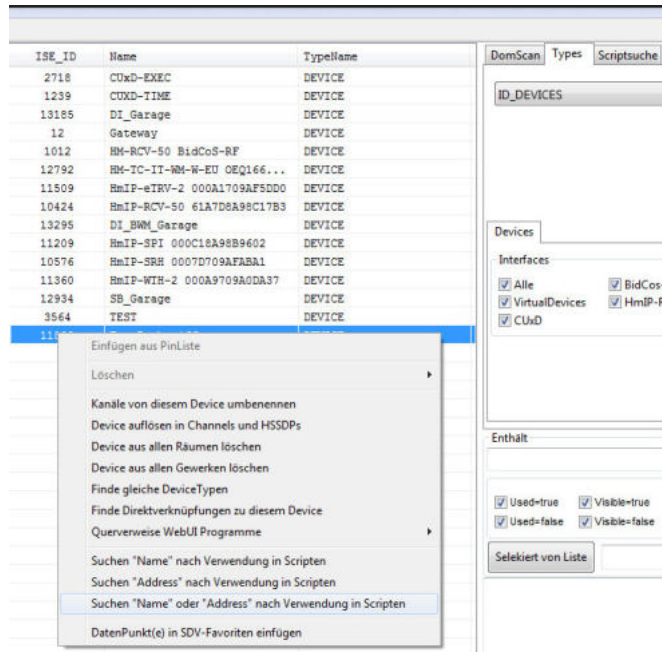 ISE_ID Name TypeName
2718 CUxD-EXEC DEVICE
1239 CUXD-TIME DEVICE
13185 DI_Garage DEVICE
12 Gateway DEVICE
1012 HM-RCV-50 BidCoS-RF DEVICE
12792 HM-TC-IT-WM-W-EU OEQ166... DEVICE
11509 HmIP-eTRV-2 000A1709AF5DD0 DEVICE
10424 HmIP-RCV-50 61A7D8A98C17B3 DEVICE
13295 DI_BWM_Garage DEVICE
11209 HmIP-SPI 000C18A98B9602 DEVICE
10576 HmIP-SRH 0007D709AFABA1 DEVICE
11360 HmIP-WTH-2 000A9709A0DA37 DEVICE
12934 SB_Garage DEVICE
3564 TEST DEVICE
Einfügen aus PinListe
Löschen
Kanäle von diesem Device umbenennen
Device auflösen in Channels und HSSDPs
Device aus allen Räumen löschen
Device aus allen Gewerken löschen
Finde gleiche DeviceTypen
Finde Direktverknüpfungen zu diesem Device
Querverweise WebUI Programme
Suchen "Name" nach Verwendung in Scripten
Suchen "Address" nach Verwendung in Scripten
Suchen "Name" oder "Address" nach Verwendung in Scripten
DatenPunkt(e) in SDV-Favoriten einfügen
DomScan Types Scriptsuche
ID_DEVICES
Devices
Interfaces
Alle BidCos
VirtualDevices HmIP-R
CUxD
Enthält
Used=true Visible=true
Used=false Visible=false
Selekiert von Liste